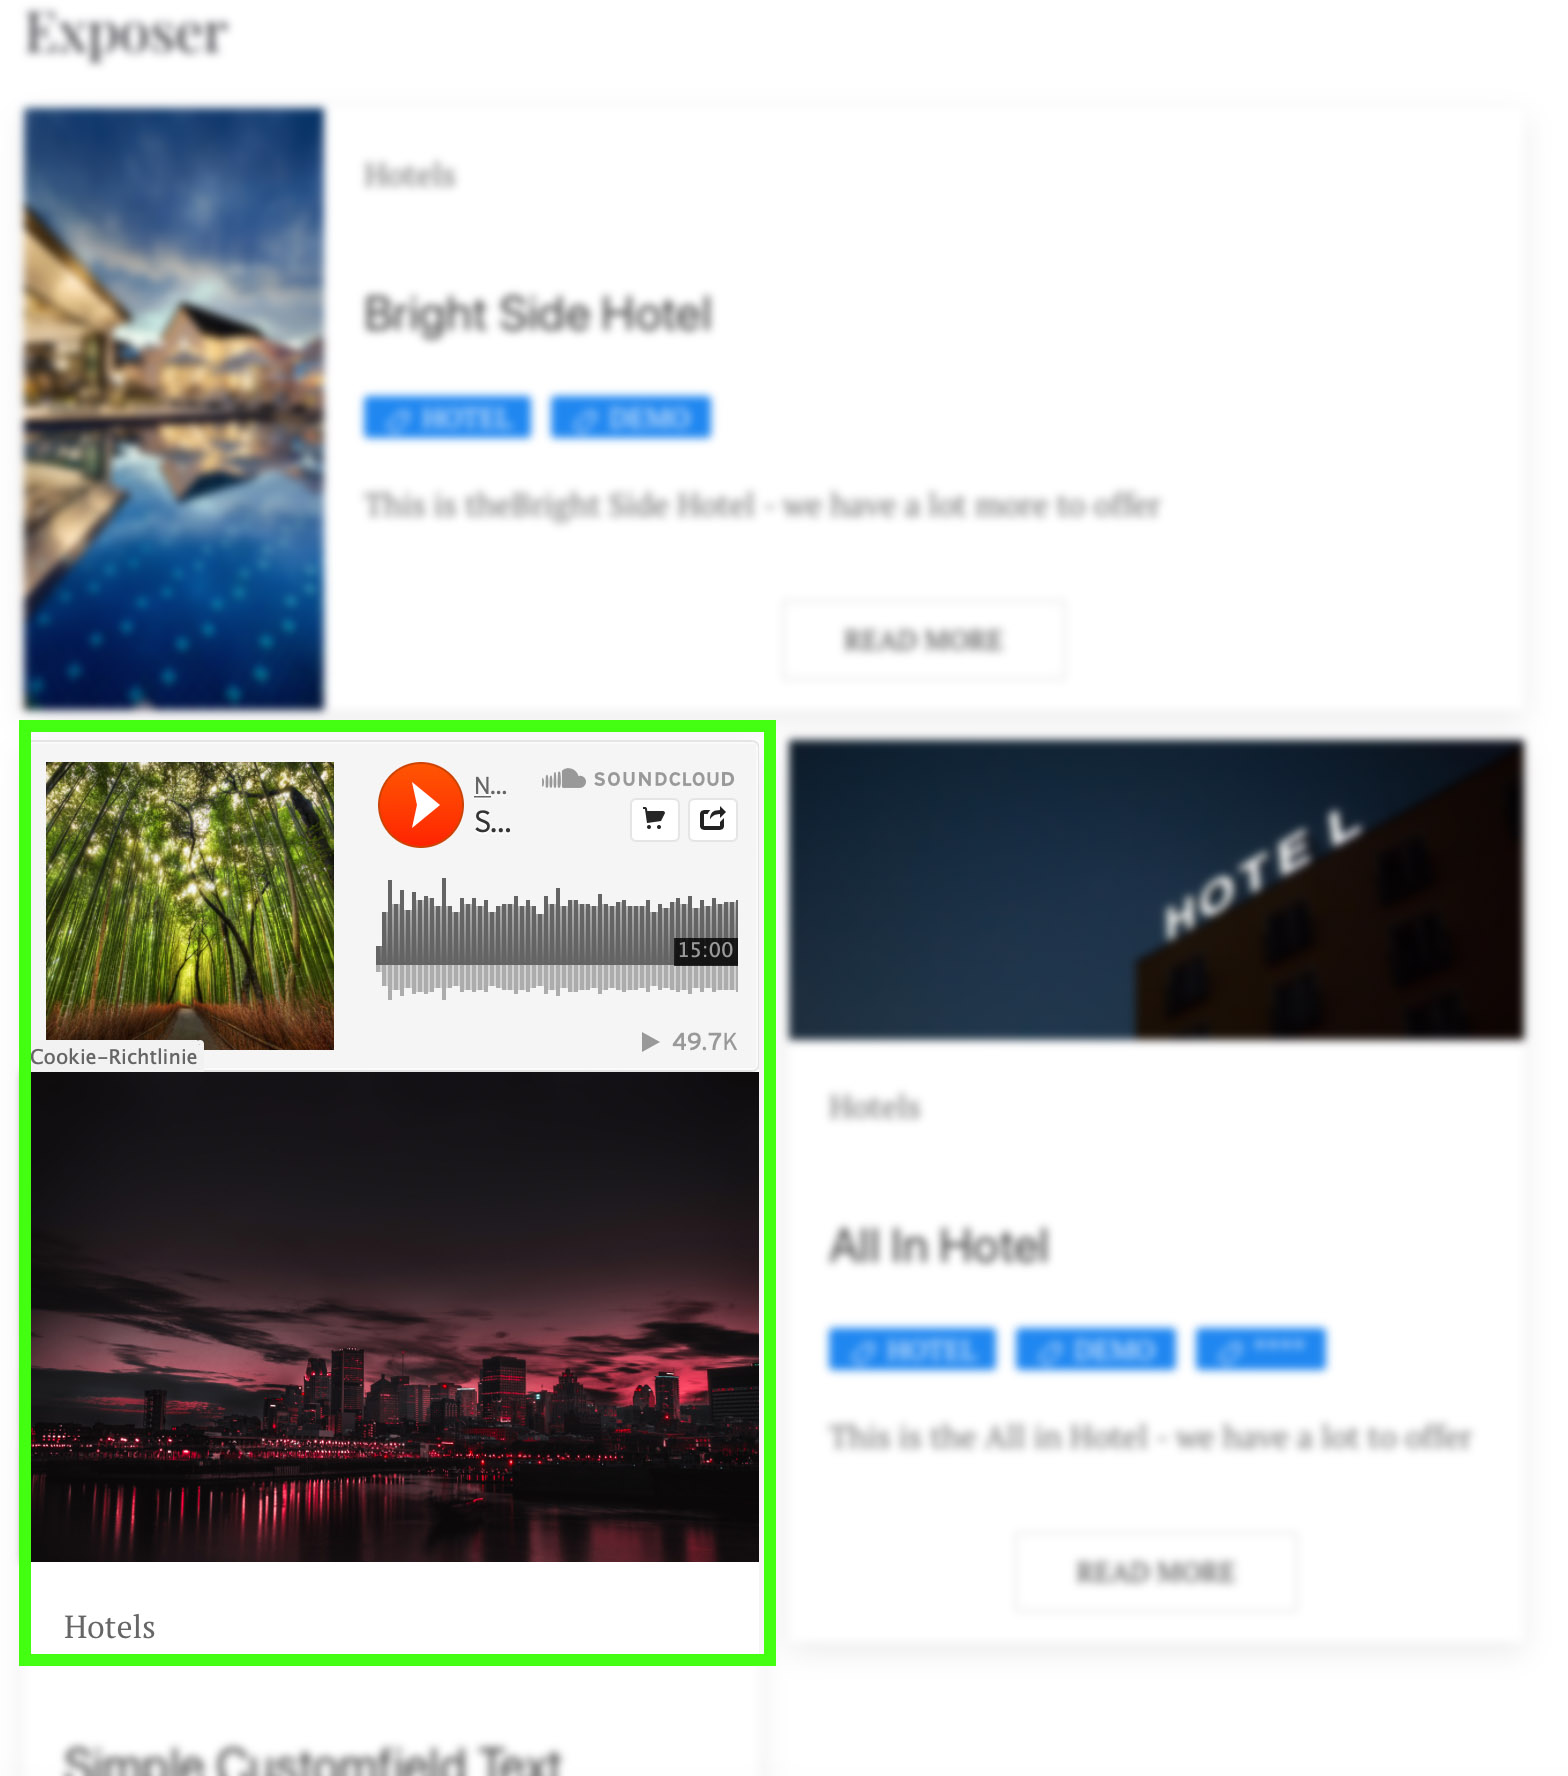 Exposer
Hotels
Bright Side Hotel
HOTEL DEMO
This is theBright Side Hotel - we have a lot more to offer
READ MORE
N...
SOUNDCLOUD
S...
15:00
49.7K
Cookie-Richtlinie
Hotels
HOTEL
Hotels
All In Hotel
HOTEL DEMO ****
This is the All in Hotel - we have a lot to offer
READ MORE
Simple Customfield Text